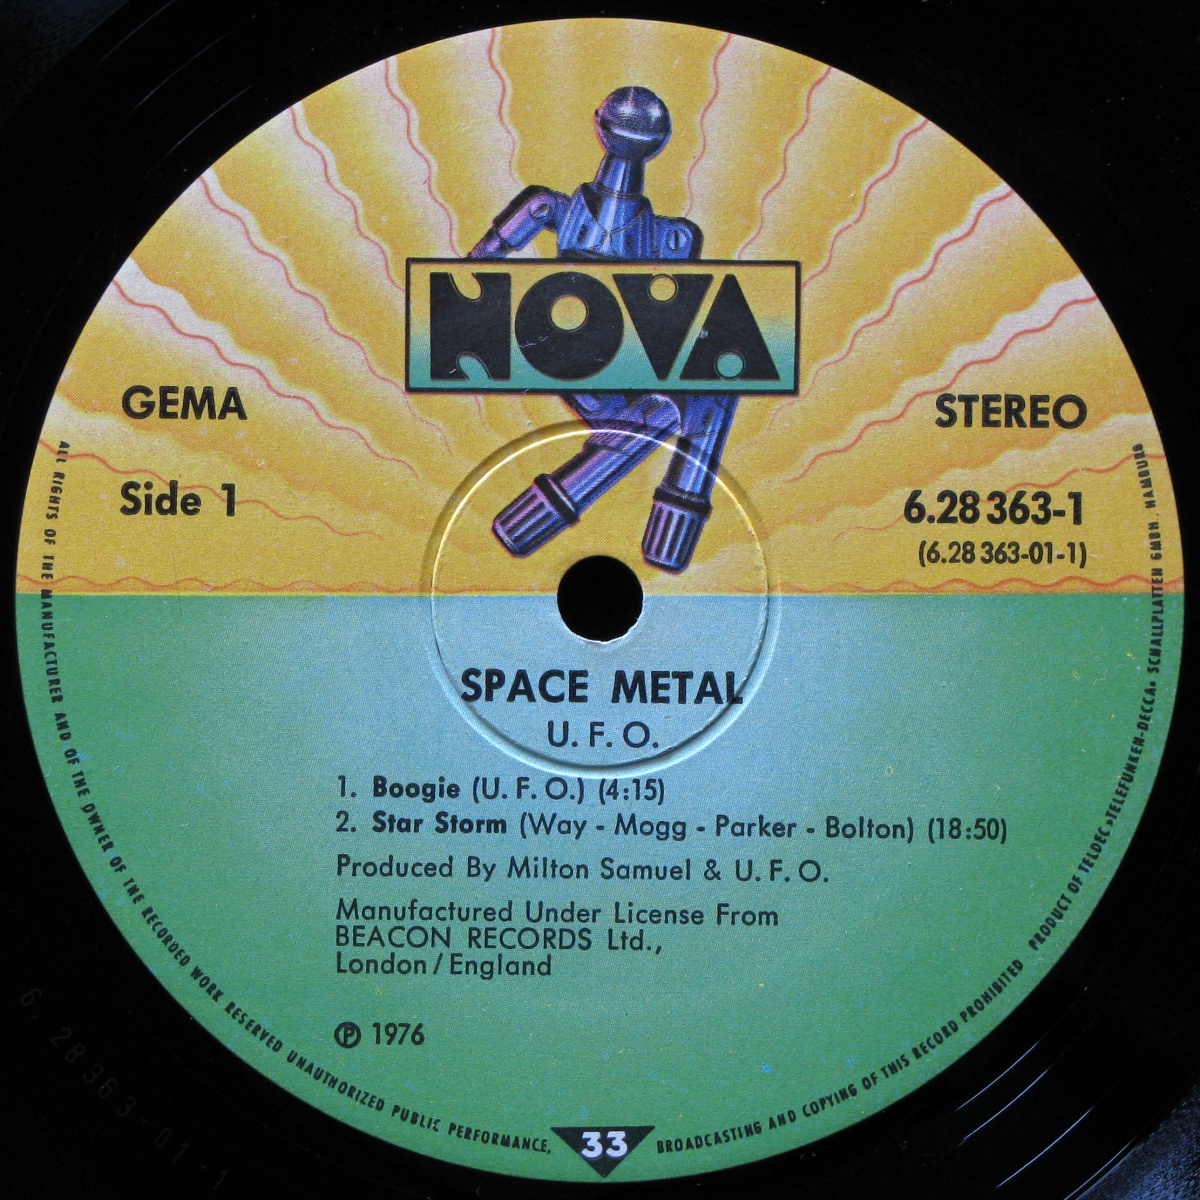 NOVA
GEMA
STEREO
Side 1
6.28 363-1
(6.28 363-01-1)
SPACE METAL
U. F. O.
1. Boogie (U. F. O.) (4:15)
2. Star Storm (Way - Mogg - Parker - Bolton) (18:50)
Produced By Milton Samuel & U. F. O.
Manufactured Under License From
BEACON RECORDS Ltd.,
London / England
Ⓟ 1976
ALL RIGHTS OF THE MANUFACTURER AND OF THE OWNER OF THE RECORDED WORK RESERVED UNAUTHORIZED PUBLIC PERFORMANCE,
33
BROADCASTING AND COPYING OF THIS RECORD PROHIBITED PRODUCT OF TELDEC »TELEFUNKEN-DECCA« SCHALLPLATTEN GMBH. HAMBURG
6. 28363-01-1